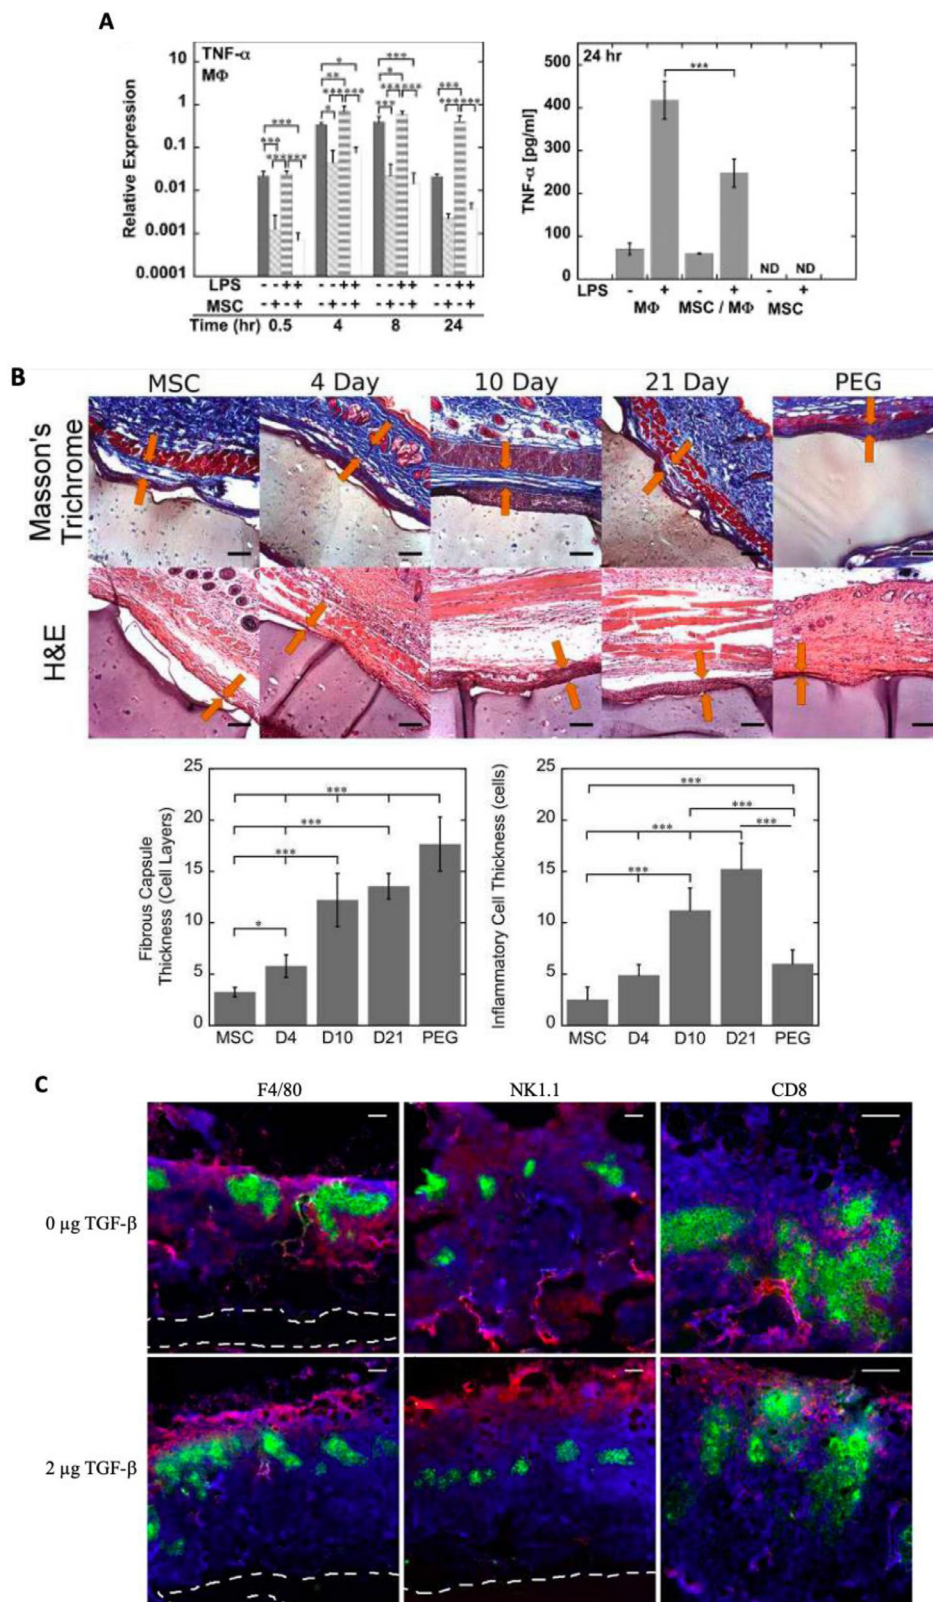 A
TNF-α
MΦ
Relative Expression
10
1
0.1
0.01
0.001
0.0001
***
***
*** ***
*
**
*** ***
*
***
*
*** ***
***
***
*** ***
LPS - - + + - - + + - - + + - - + +
MSC - + - + - + - + - + - + - + - +
Time (hr) 0.5 4 8 24
24 hr
TNF-α [pg/ml]
500
400
300
200
100
0
***
ND ND
LPS - + - + - +
MΦ MSC / MΦ MSC
B
MSC 4 Day 10 Day 21 Day PEG
Masson's
Trichrome
H&E
Fibrous Capsule
Thickness (Cell Layers)
25
20
15
10
5
0
***
***
***
*
MSC D4 D10 D21 PEG
Inflammatory Cell Thickness (cells)
25
20
15
10
5
0
***
***
***
***
***
MSC D4 D10 D21 PEG
C
F4/80 NK1.1 CD8
0 µg TGF-β
2 µg TGF-β